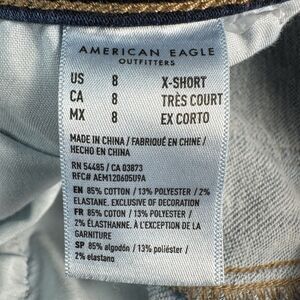 AMERICAN EAGLE
OUTFITTERS
US 8 X-SHORT
CA 8 TRÈS COURT
MX 8 EX CORTO
MADE IN CHINA / FABRIQUÉ EN CHINE /
HECHO EN CHINA
RN 54485 / CA 03873
RFC# AEM120605U9A
EN 85% COTTON / 13% POLYESTER / 2%
ELASTANE. EXCLUSIVE OF DECORATION
FR 85% COTON / 13% POLYESTER /
2% ÉLASTHANNE. À L'EXCEPTION DE LA
GARNITURE
SP 85% algodón / 13% poliéster /
2% elastano